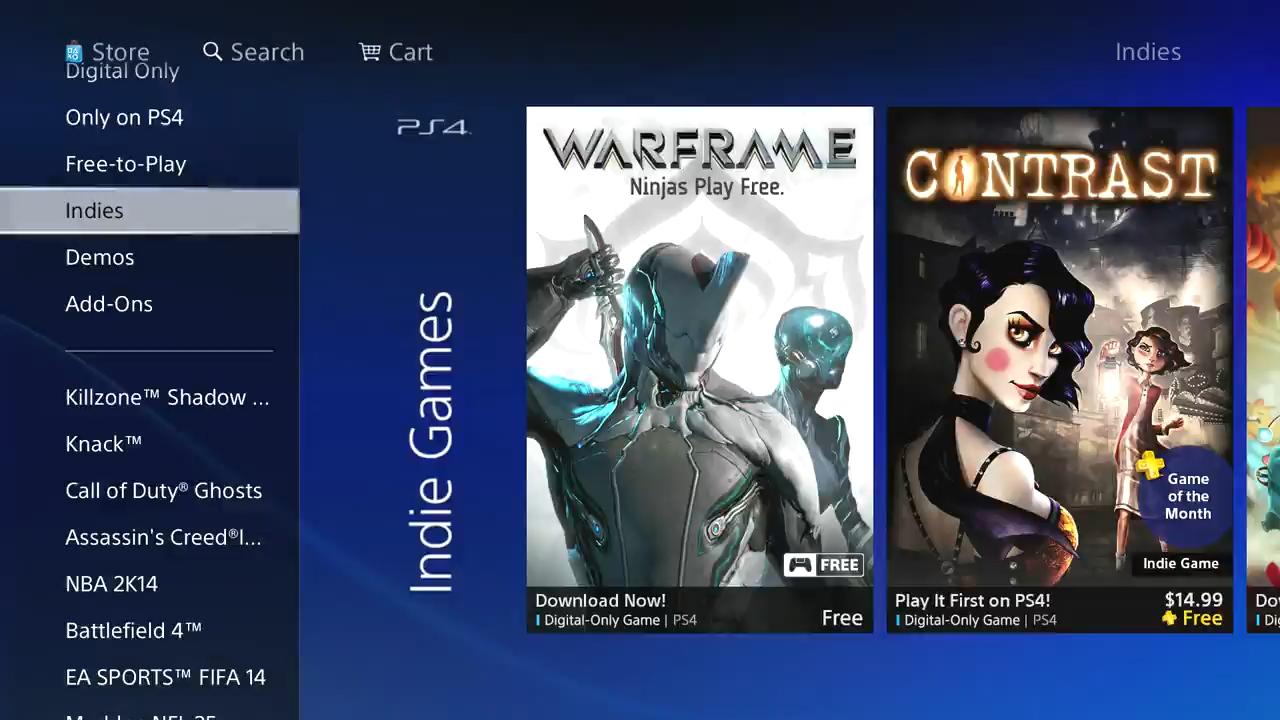 Store
Search
Cart
Indies
Digital Only
Only on PS4
Free-to-Play
Indies
Demos
Add-Ons
Killzone™ Shadow ...
Knack™
Call of Duty® Ghosts
Assassin's Creed®I...
NBA 2K14
Battlefield 4™
EA SPORTS™ FIFA 14
PS4
Indie Games
WARFRAME
Ninjas Play Free.
FREE
Download Now!
Digital-Only Game | PS4
Free
CONTRAST
Game
of the
Month
Indie Game
Play It First on PS4!
$14.99
Digital-Only Game | PS4
Free